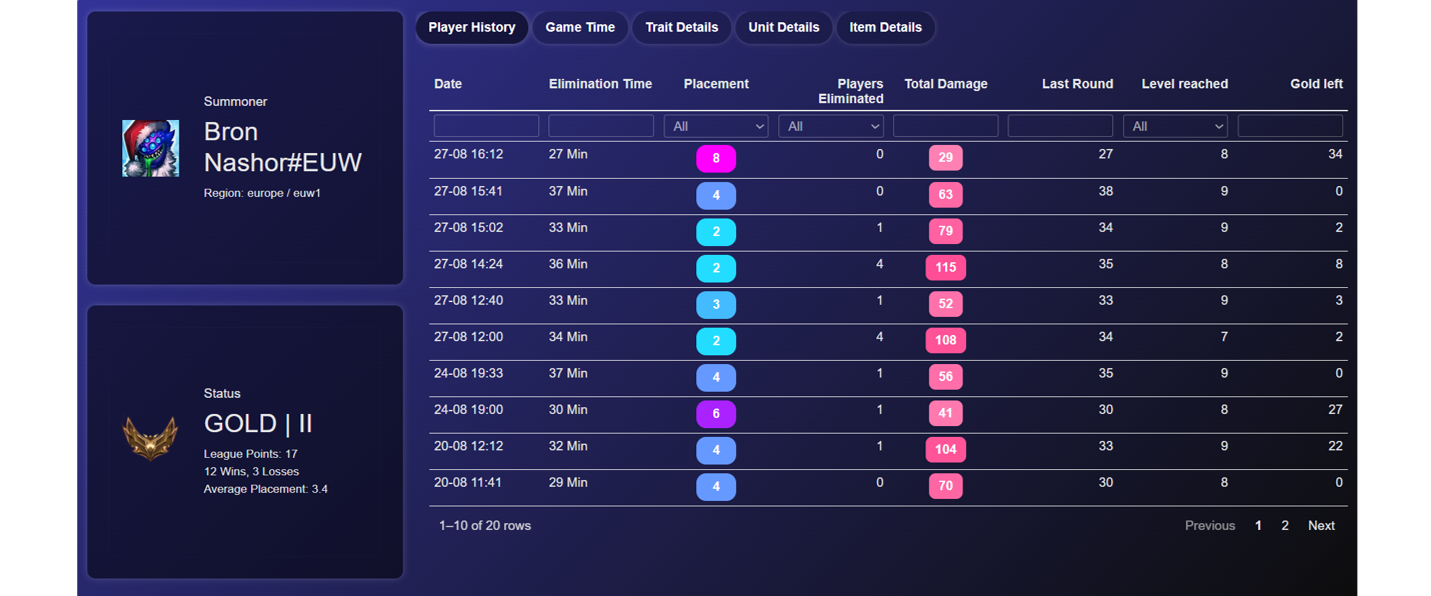 Summoner
Bron
Nashor#EUW
Region: europe / euw1
Status
GOLD | II
League Points: 17
12 Wins, 3 Losses
Average Placement: 3.4
Player History Game Time Trait Details Unit Details Item Details
Date Elimination Time Placement Players Eliminated Total Damage Last Round Level reached Gold left
All All All
27-08 16:12 27 Min 8 0 29 27 8 34
27-08 15:41 37 Min 4 0 63 38 9 0
27-08 15:02 33 Min 2 1 79 34 9 2
27-08 14:24 36 Min 2 4 115 35 8 8
27-08 12:40 33 Min 3 1 52 33 9 3
27-08 12:00 34 Min 2 4 108 34 7 2
24-08 19:33 37 Min 4 1 56 35 9 0
24-08 19:00 30 Min 6 1 41 30 8 27
20-08 12:12 32 Min 4 1 104 33 9 22
20-08 11:41 29 Min 4 0 70 30 8 0
1–10 of 20 rows Previous 1 2 Next